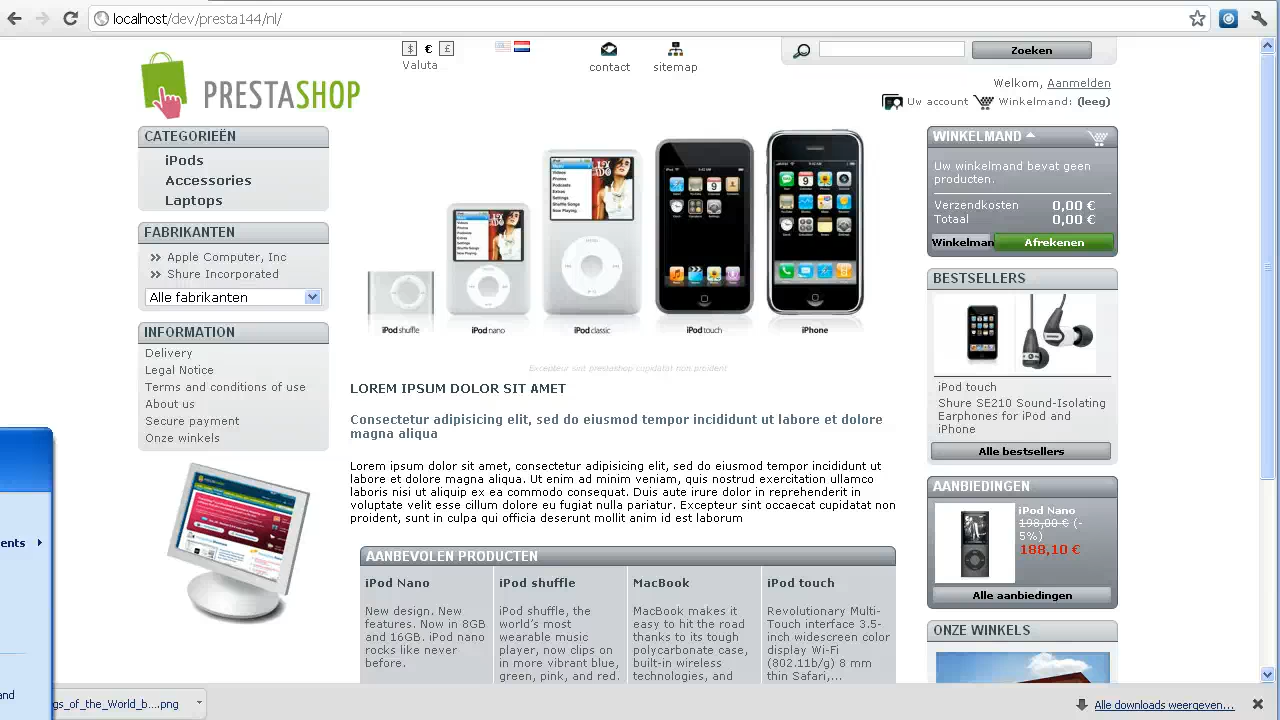 localhost/dev/presta144/nl/
$ € £
Valuta
contact
sitemap
Zoeken
PRESTASHOP
Welkom, Aanmelden
Uw account Winkelmand: (leeg)
CATEGORIEËN
iPods
Accessories
Laptops
FABRIKANTEN
Apple Computer, Inc
Shure Incorporated
Alle fabrikanten
INFORMATION
Delivery
Legal Notice
Terms and conditions of use
About us
Secure payment
Onze winkels
iPod shuffle
iPod nano
iPod classic
iPod touch
iPhone
Excepteur sint prestashop cupidatat non proident
LOREM IPSUM DOLOR SIT AMET
Consectetur adipisicing elit, sed do eiusmod tempor incididunt ut labore et dolore
magna aliqua
Lorem ipsum dolor sit amet, consectetur adipisicing elit, sed do eiusmod tempor incididunt ut
labore et dolore magna aliqua. Ut enim ad minim veniam, quis nostrud exercitation ullamco
laboris nisi ut aliquip ex ea commodo consequat. Duis aute irure dolor in reprehenderit in
voluptate velit esse cillum dolore eu fugiat nulla pariatur. Excepteur sint occaecat cupidatat non
proident, sunt in culpa qui officia deserunt mollit anim id est laborum
AANBEVOLEN PRODUCTEN
iPod Nano
New design. New
features. Now in 8GB
and 16GB. iPod nano
rocks like never
before.
iPod shuffle
iPod shuffle, the
world's most
wearable music
player, now clips on
in more vibrant blue,
green, pink, and red.
MacBook
MacBook makes it
easy to hit the road
thanks to its tough
polycarbonate case,
built-in wireless
technologies, and
iPod touch
Revolutionary Multi-
Touch interface 3.5-
inch widescreen color
display Wi-Fi
(802.11b/g) 8 mm
thin Safari,...
WINKELMAND
Uw winkelmand bevat geen
producten.
Verzendkosten 0,00 €
Totaal 0,00 €
Winkelman Afrekenen
BESTSELLERS
iPod touch
Shure SE210 Sound-Isolating
Earphones for iPod and
iPhone
Alle bestsellers
AANBIEDINGEN
iPod Nano
198,00 € (-
5%)
188,10 €
Alle aanbiedingen
ONZE WINKELS
ents
and
gs_of_the_World_b....png
Alle downloads weergeven...